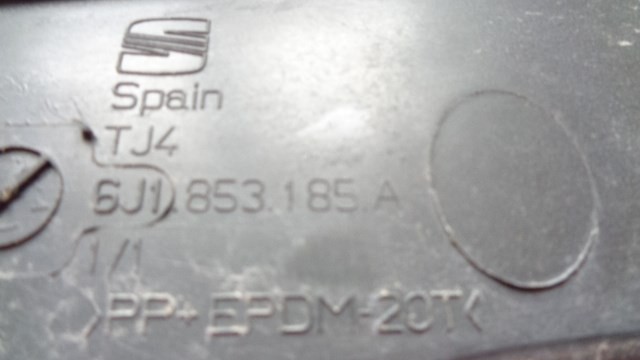 Spain
TJ4
6J1.853.185.A
1/1
>PP+EPDM-20T<